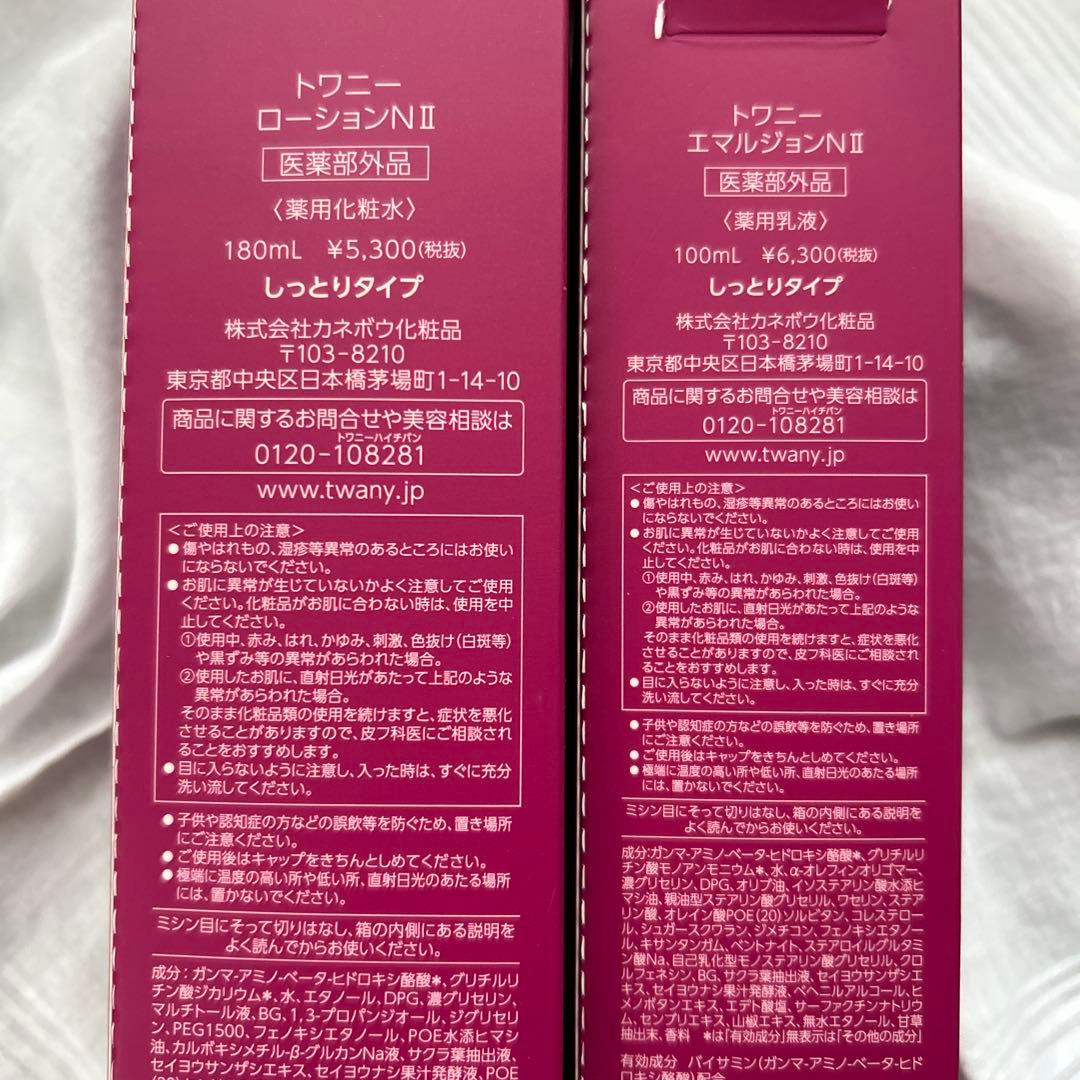 トワニー
ローションNⅡ
医薬部外品
〈薬用化粧水〉
180mL ¥5,300(税抜)
しっとりタイプ
株式会社カネボウ化粧品
〒103-8210
東京都中央区日本橋茅場町1-14-10
商品に関するお問合せや美容相談は
トワニーハイチバン
0120-108281
www.twany.jp
<ご使用上の注意>
●傷やはれもの、湿疹等異常のあるところにはお使い
にならないでください。
●お肌に異常が生じていないかよく注意してご使用
ください。化粧品がお肌に合わない時は、使用を中
止してください。
①使用中、赤み、はれ、かゆみ、刺激、色抜け(白斑等)
や黒ずみ等の異常があらわれた場合。
②使用したお肌に、直射日光があたって上記のような
異常があらわれた場合。
そのまま化粧品類の使用を続けますと、症状を悪化
させることがありますので、皮フ科医にご相談され
ることをおすすめします。
●目に入らないように注意し、入った時は、すぐに充分
洗い流してください。
●子供や認知症の方などの誤飲等を防ぐため、置き場所
にご注意ください。
●ご使用後はキャップをきちんとしめてください。
●極端に温度の高い所や低い所、直射日光のあたる場所
には、置かないでください。
ミシン目にそって切りはなし、箱の内側にある説明を
よく読んでからお使いください。
成分:ガンマ-アミノ-ベータ-ヒドロキシ酪酸*、グリチルリ
チン酸ジカリウム*、水、エタノール、DPG、濃グリセリン、
マルチトール液、BG、1,3-プロパンジオール、ジグリセリ
ン、PEG1500、フェノキシエタノール、POE水添ヒマシ
油、カルボキシメチル-β-グルカンNa液、サクラ葉抽出液、
セイヨウサンザシエキス、セイヨウナシ果汁発酵液、POE
トワニー
エマルジョンNⅡ
医薬部外品
〈薬用乳液〉
100mL ¥6,300(税抜)
しっとりタイプ
株式会社カネボウ化粧品
〒103-8210
東京都中央区日本橋茅場町1-14-10
商品に関するお問合せや美容相談は
トワニーハイチバン
0120-108281
www.twany.jp
<ご使用上の注意>
●傷やはれもの、湿疹等異常のあるところにはお使い
にならないでください。
●お肌に異常が生じていないかよく注意してご使用
ください。化粧品がお肌に合わない時は、使用を中
止してください。
①使用中、赤み、はれ、かゆみ、刺激、色抜け(白斑等)
や黒ずみ等の異常があらわれた場合。
②使用したお肌に、直射日光があたって上記のような
異常があらわれた場合。
そのまま化粧品類の使用を続けますと、症状を悪化
させることがありますので、皮フ科医にご相談され
ることをおすすめします。
●目に入らないように注意し、入った時は、すぐに充分
洗い流してください。
●子供や認知症の方などの誤飲等を防ぐため、置き場所
にご注意ください。
●ご使用後はキャップをきちんとしめてください。
●極端に温度の高い所や低い所、直射日光のあたる場所
には、置かないでください。
ミシン目にそって切りはなし、箱の内側にある説明を
よく読んでからお使いください。
成分:ガンマ-アミノ-ベータ-ヒドロキシ酪酸*、グリチルリ
チン酸モノアンモニウム*、水、α-オレフィンオリゴマー、
濃グリセリン、DPG、オリブ油、イソステアリン酸水添ヒ
マシ油、親油型ステアリン酸グリセリル、ワセリン、ステア
リン酸、オレイン酸POE(20)ソルビタン、コレステロー
ル、シュガースクワラン、ジメチコン、フェノキシエタノー
ル、キサンタンガム、ベントナイト、ステアロイルグルタミ
ン酸Na、自己乳化型モノステアリン酸グリセリル、クロ
ルフェネシン、BG、サクラ葉抽出液、セイヨウサンザシエ
キス、セイヨウナシ果汁発酵液、ベヘニルアルコール、ヒ
メノボタンエキス、エデト酸塩、サーファクチンナトリウ
ム、センブリエキス、山椒エキス、無水エタノール、甘草
抽出末、香料 *は「有効成分」無表示は「その他の成分」
有効成分 パイサミン(ガンマ-アミノ-ベータ-ヒド
ロキシ酪酸)配合